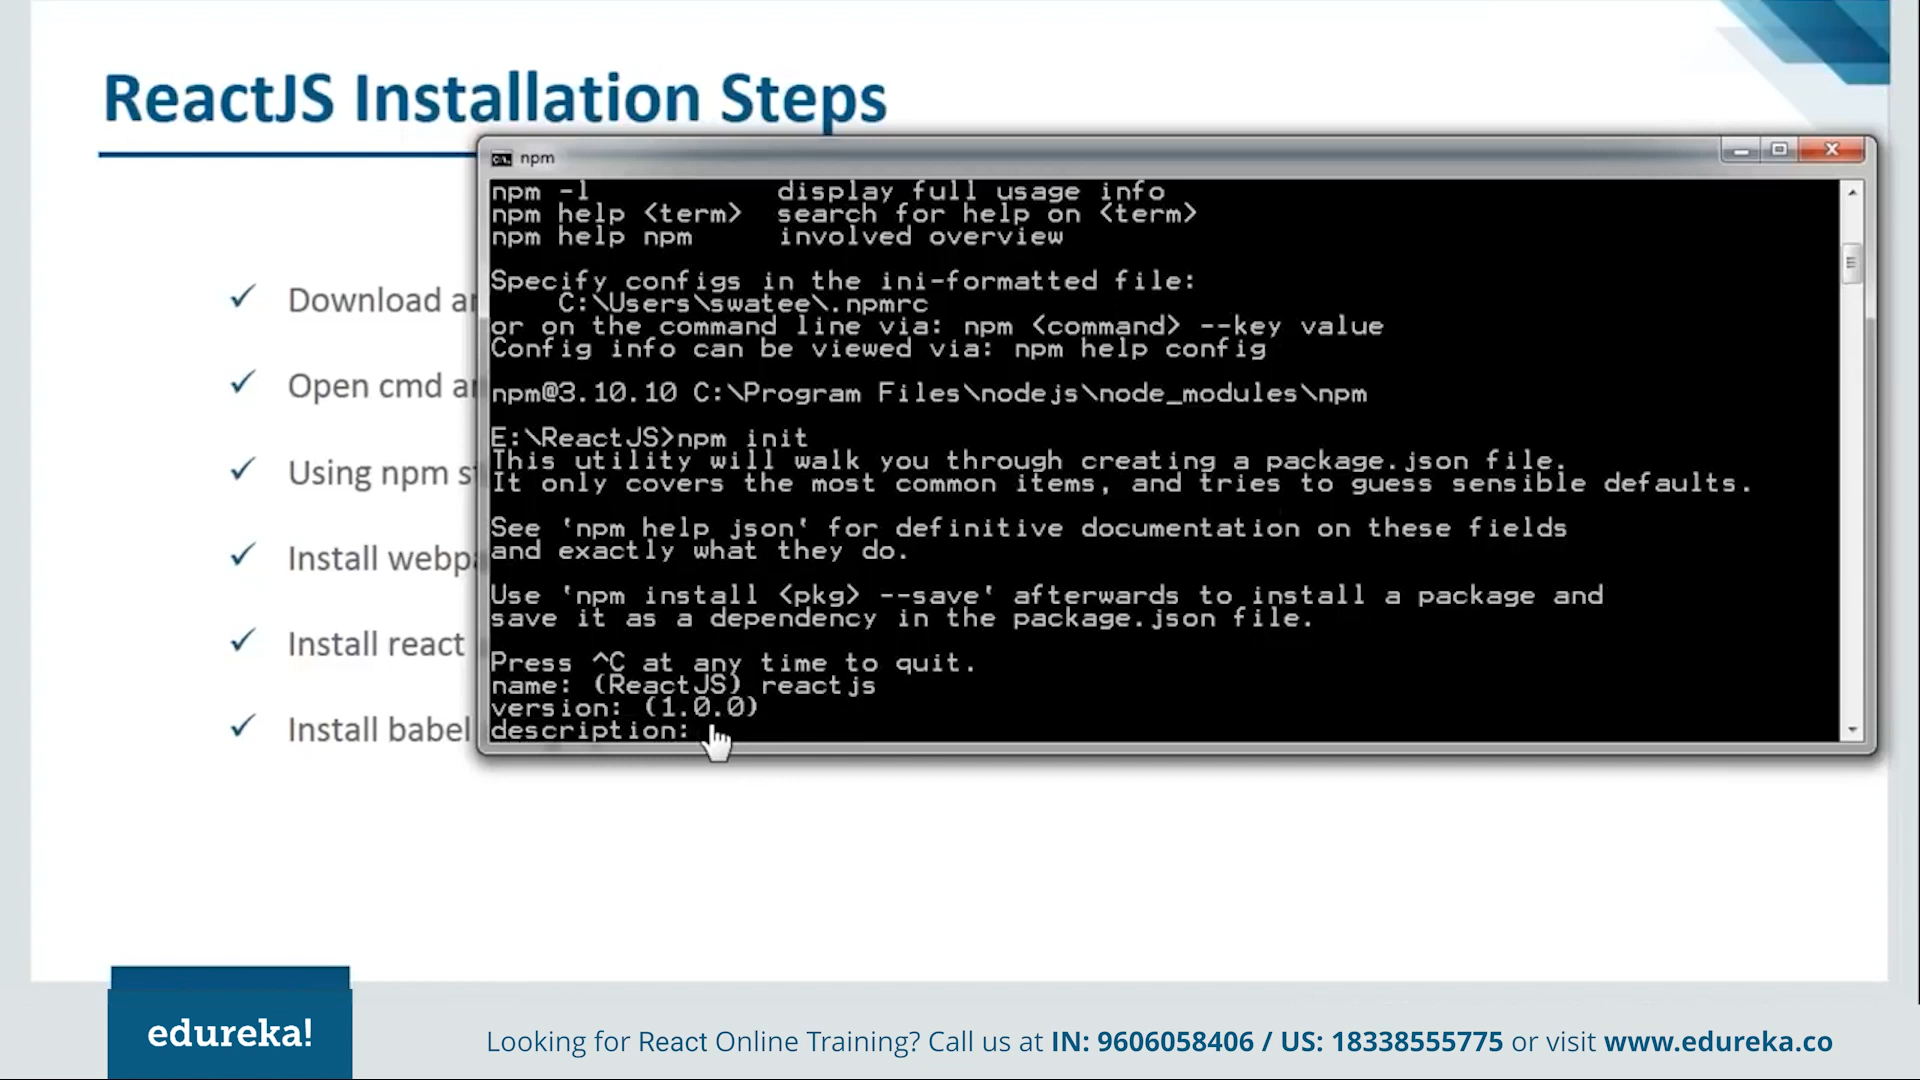 ReactJS Installation Steps
npm
npm -l display full usage info
npm help <term> search for help on <term>
npm help npm involved overview
Specify configs in the ini-formatted file:
C:\Users\swatee\.npmrc
or on the command line via: npm <command> --key value
Config info can be viewed via: npm help config
npm@3.10.10 C:\Program Files\nodejs\node_modules\npm
E:\ReactJS>npm init
This utility will walk you through creating a package.json file.
It only covers the most common items, and tries to guess sensible defaults.
See 'npm help json' for definitive documentation on these fields
and exactly what they do.
Use 'npm install <pkg> --save' afterwards to install a package and
save it as a dependency in the package.json file.
Press ^C at any time to quit.
name: (ReactJS) reactjs
version: (1.0.0)
description:
Download
Open cmd
Using npm
Install
Install react
Install babel
edureka!
Looking for React Online Training? Call us at IN: 9606058406 / US: 18338555775 or visit www.edureka.co